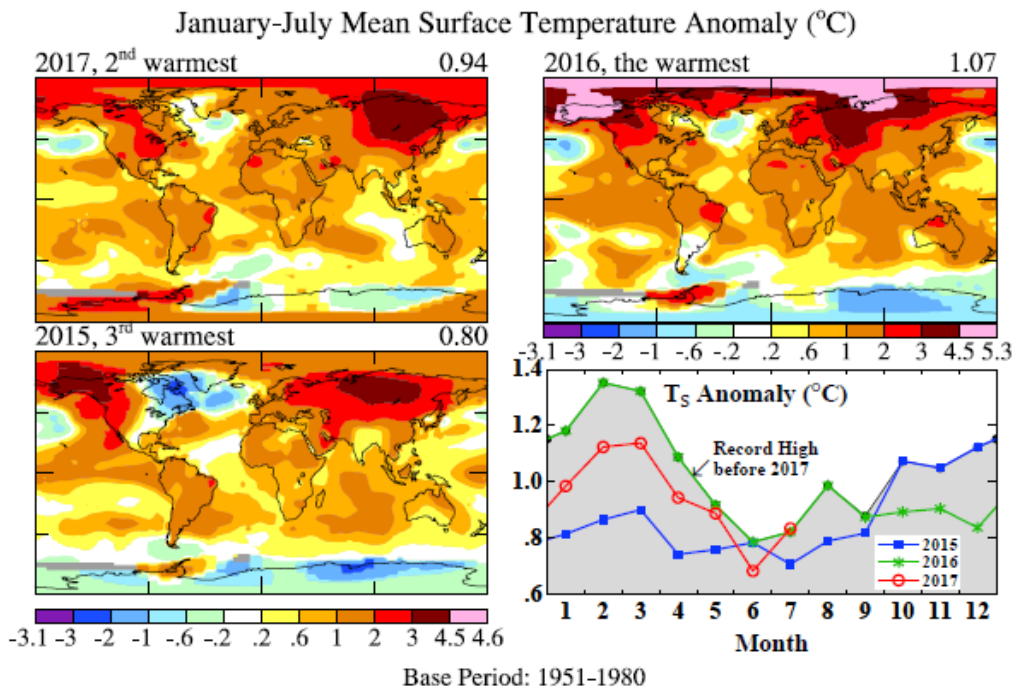 January-July Mean Surface Temperature Anomaly (°C)
2017, 2nd warmest 0.94
2016, the warmest 1.07
2015, 3rd warmest 0.80
-3.1 -3 -2 -1 -.6 -.2 .2 .6 1 2 3 4.5 5.3
1.4
1.2
1.0
.8
.6
TS Anomaly (°C)
Record High
before 2017
2015
2016
2017
1 2 3 4 5 6 7 8 9 10 11 12
Month
-3.1 -3 -2 -1 -.6 -.2 .2 .6 1 2 3 4.5 4.6
Base Period: 1951-1980